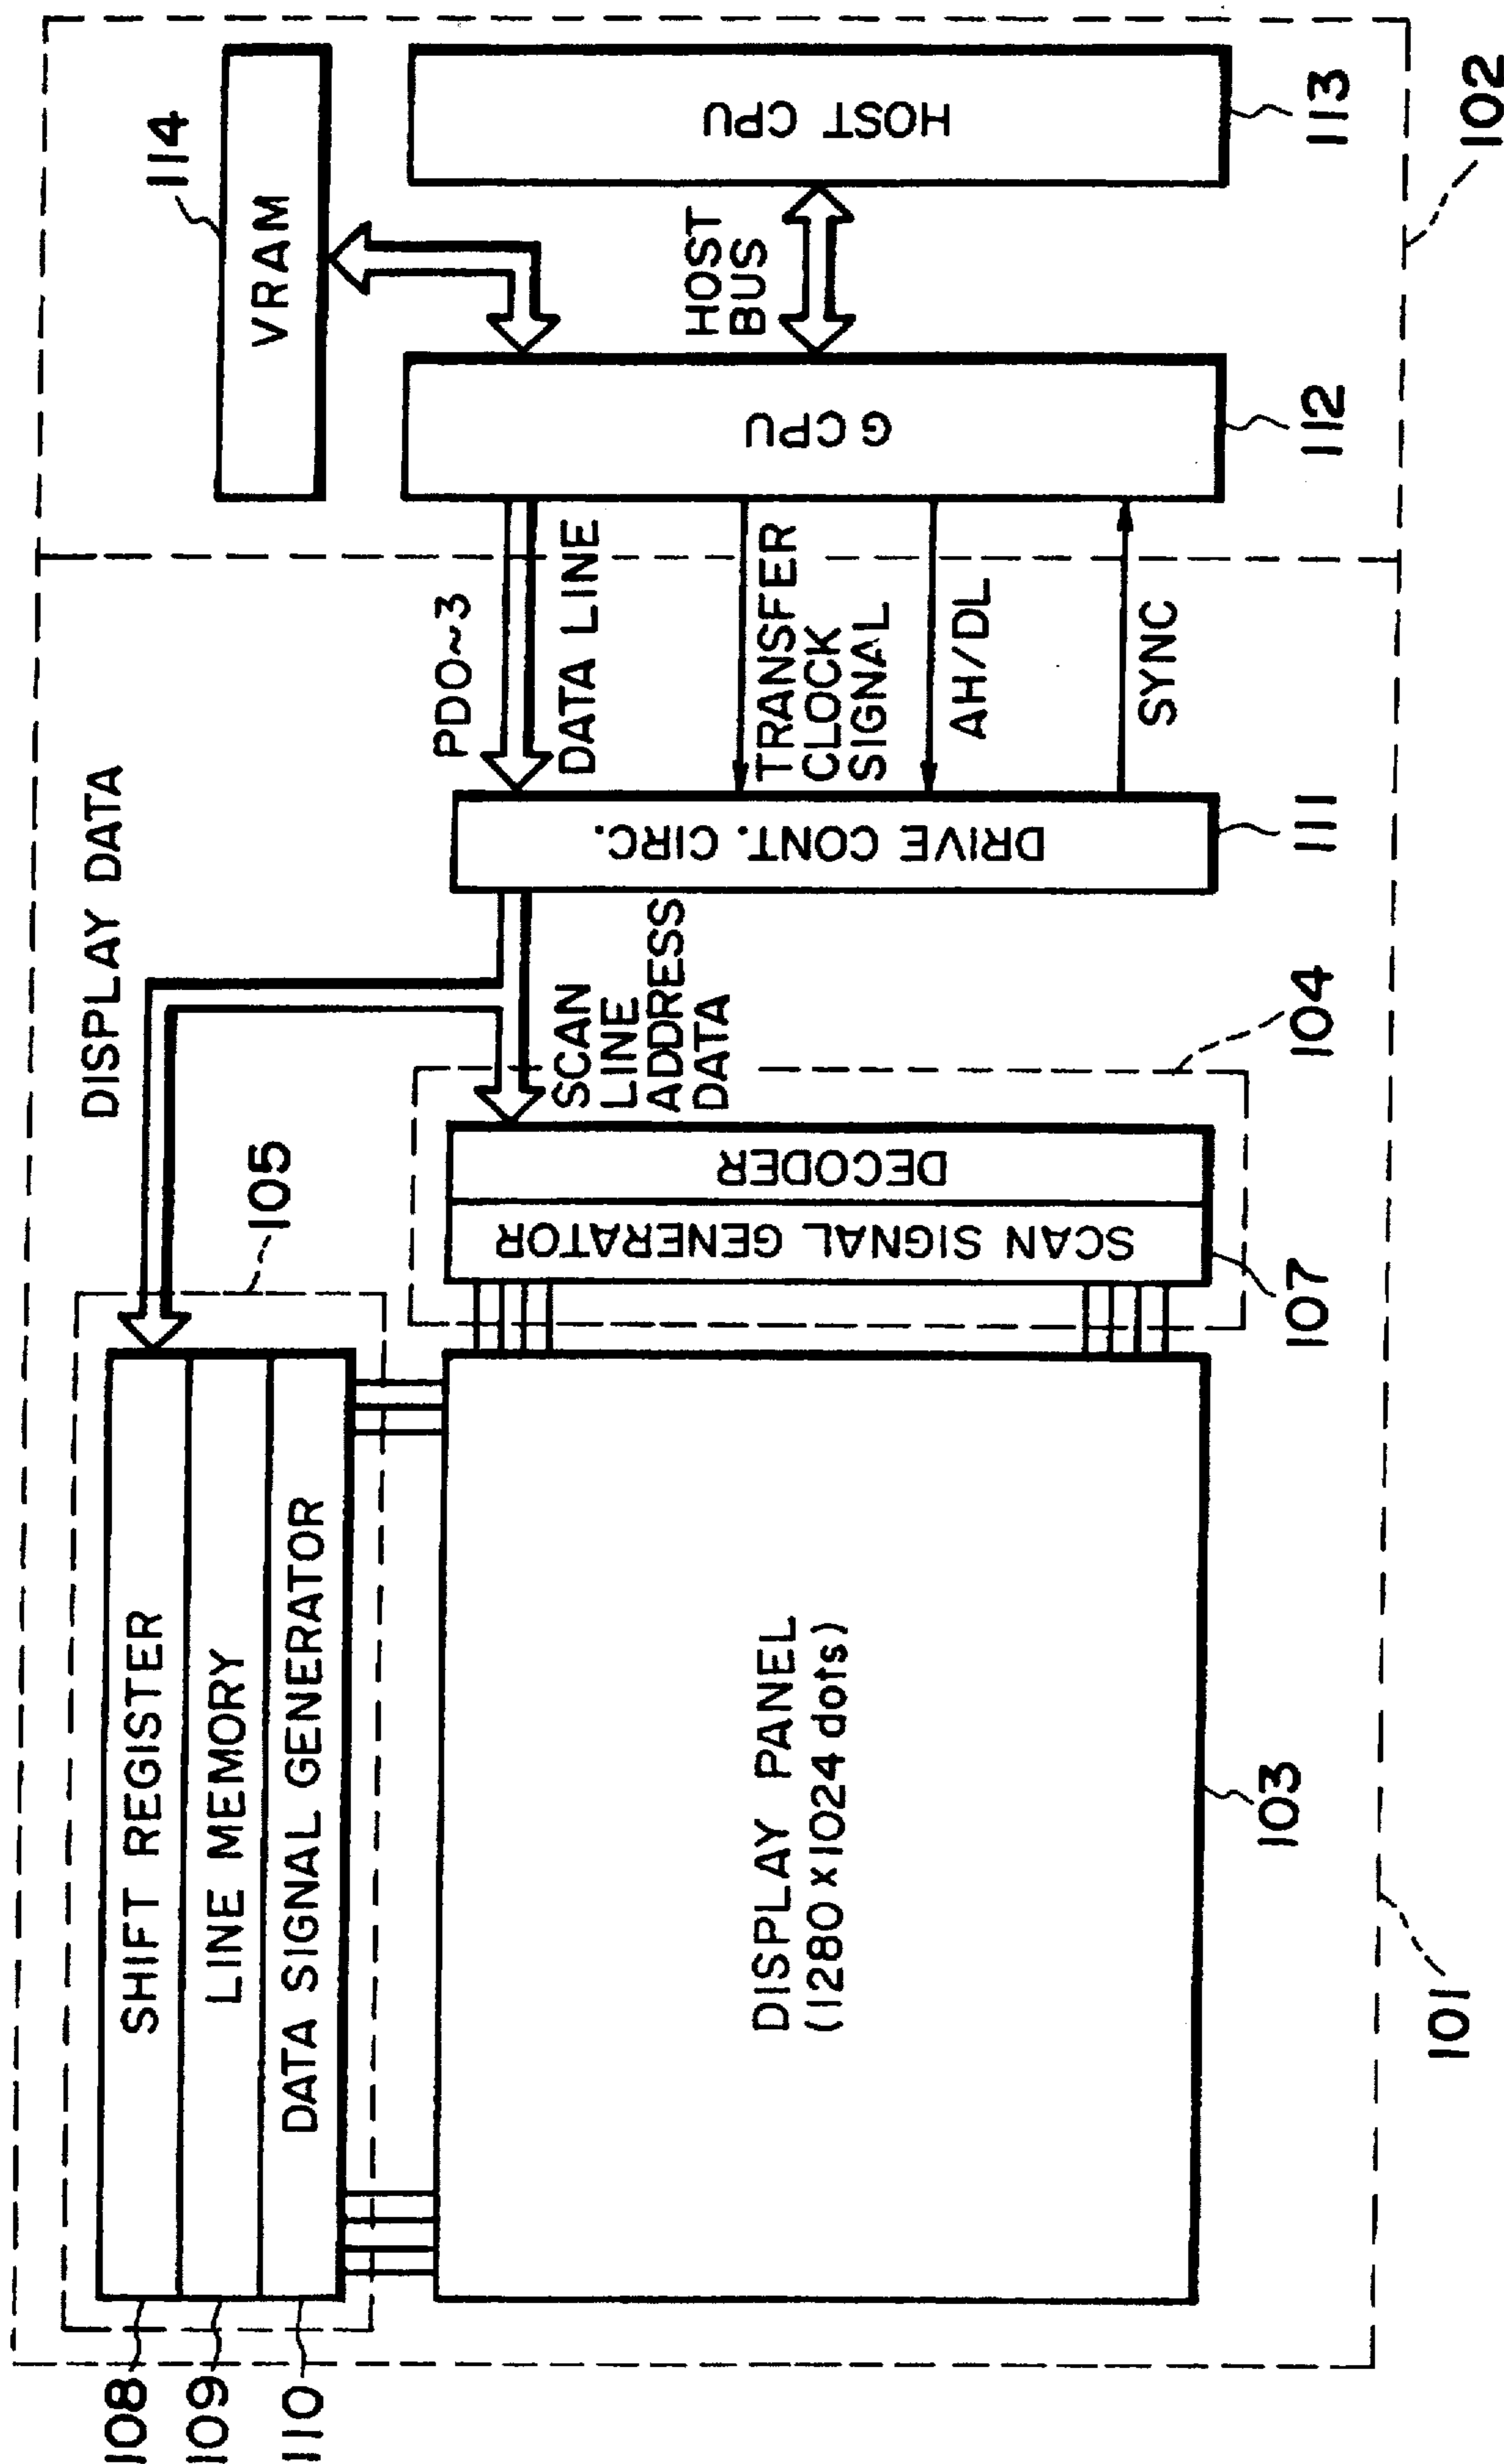 108
109
110
SHIFT REGISTER
LINE MEMORY
DATA SIGNAL GENERATOR
105
DISPLAY DATA
114
VRAM
DISPLAY PANEL
(1280×1024 dots)
103
101
SCAN SIGNAL GENERATOR
DECODER
107
104
SCAN
LINE
ADDRESS
DATA
DRIVE CONT. CIRC.
111
PD0~3
DATA LINE
TRANSFER
CLOCK
SIGNAL
AH/DL
SYNC
G CPU
112
HOST
BUS
HOST CPU
113
102